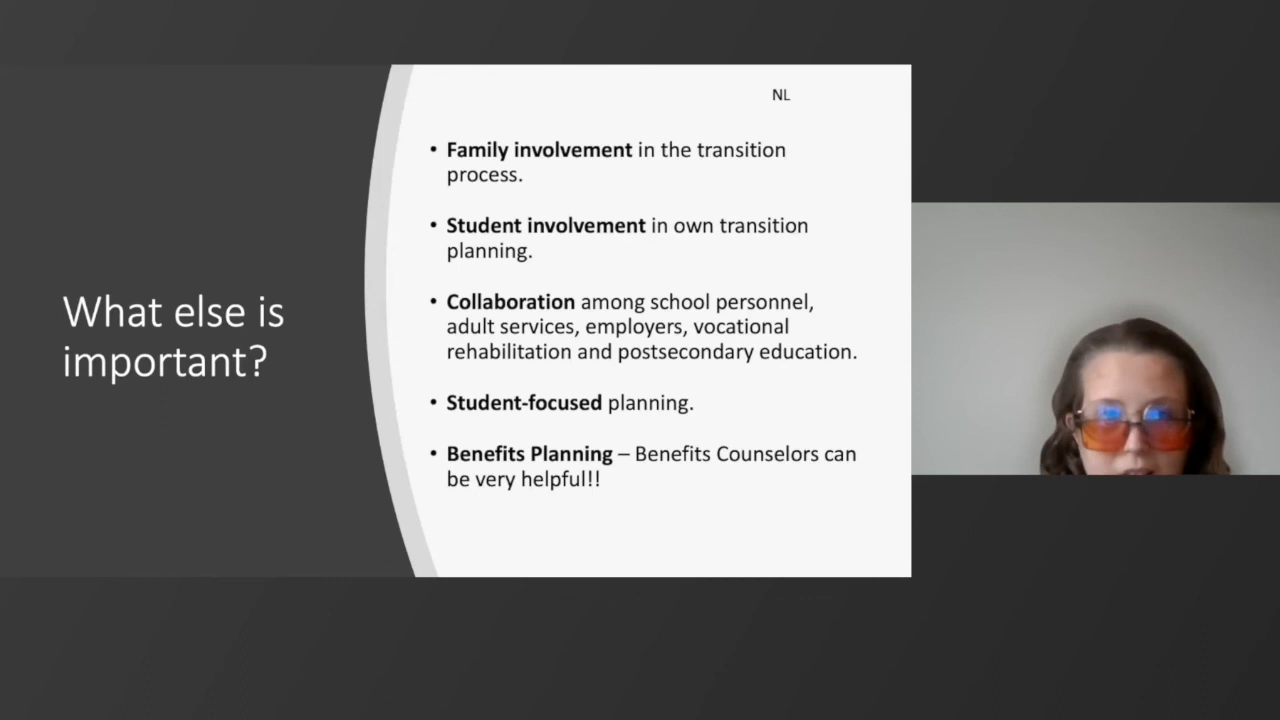 What else is
important?
NL
• Family involvement in the transition
process.
• Student involvement in own transition
planning.
• Collaboration among school personnel,
adult services, employers, vocational
rehabilitation and postsecondary education.
• Student-focused planning.
• Benefits Planning – Benefits Counselors can
be very helpful!!